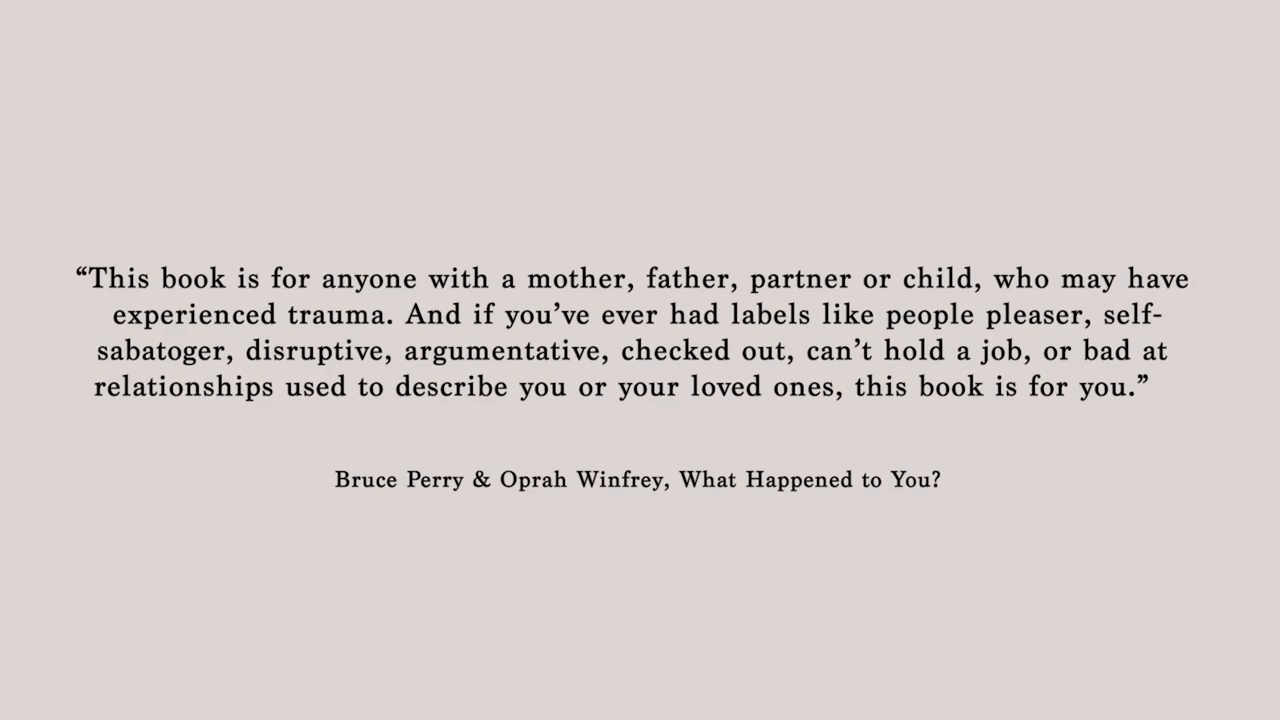 “This book is for anyone with a mother, father, partner or child, who may have
experienced trauma. And if you’ve ever had labels like people pleaser, self-
sabatoger, disruptive, argumentative, checked out, can’t hold a job, or bad at
relationships used to describe you or your loved ones, this book is for you.”
Bruce Perry & Oprah Winfrey, What Happened to You?